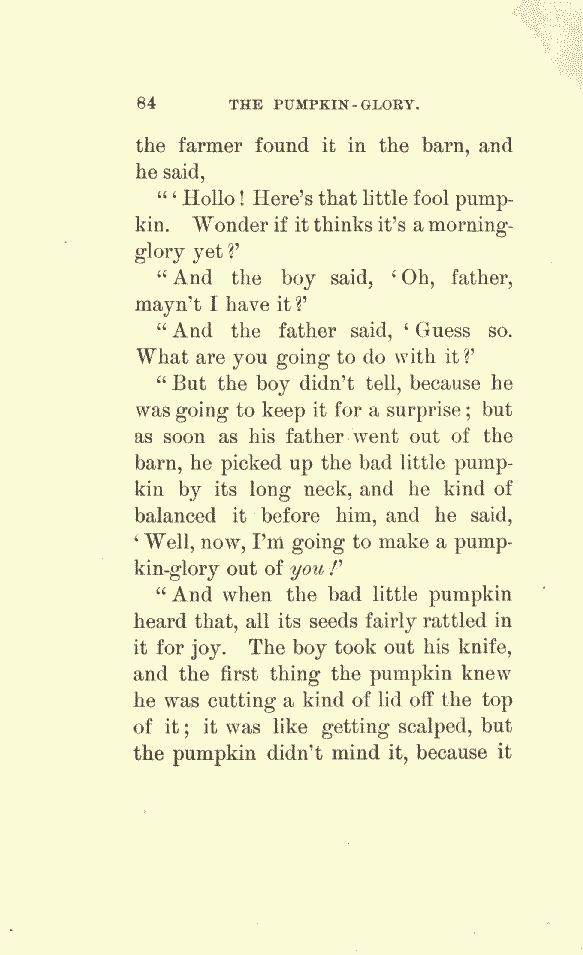 84 THE PUMPKIN-GLORY.
the farmer found it in the barn, and
he said,
"'Hollo! Here's that little fool pump-
kin. Wonder if it thinks it's a morning-
glory yet?'
"And the boy said, 'Oh, father,
mayn't I have it?'
"And the father said, 'Guess so.
What are you going to do with it?'
"But the boy didn't tell, because he
was going to keep it for a surprise; but
as soon as his father went out of the
barn, he picked up the bad little pump-
kin by its long neck, and he kind of
balanced it before him, and he said,
'Well, now, I'm going to make a pump-
kin-glory out of you!'
"And when the bad little pumpkin
heard that, all its seeds fairly rattled in
it for joy. The boy took out his knife,
and the first thing the pumpkin knew
he was cutting a kind of lid off the top
of it; it was like getting scalped, but
the pumpkin didn't mind it, because it